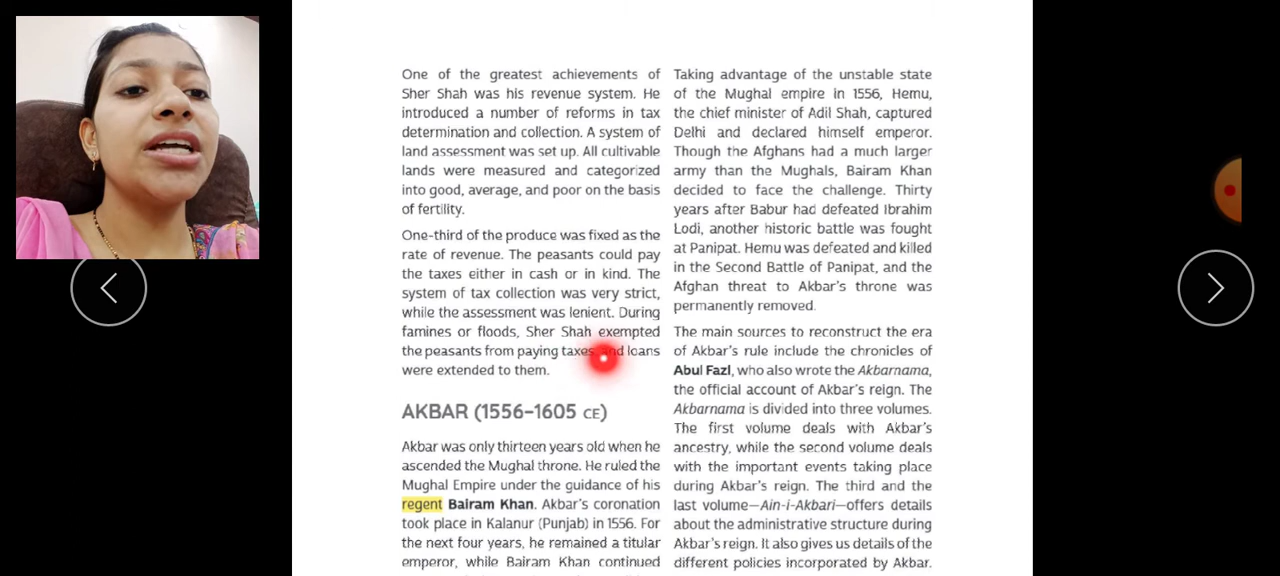 One of the greatest achievements of
Sher Shah was his revenue system. He
introduced a number of reforms in tax
determination and collection. A system of
land assessment was set up. All cultivable
lands were measured and categorized
into good, average, and poor on the basis
of fertility.
One-third of the produce was fixed as the
rate of revenue. The peasants could pay
the taxes either in cash or in kind. The
system of tax collection was very strict,
while the assessment was lenient. During
famines or floods, Sher Shah exempted
the peasants from paying taxes, and loans
were extended to them.
AKBAR (1556–1605 CE)
Akbar was only thirteen years old when he
ascended the Mughal throne. He ruled the
Mughal Empire under the guidance of his
regent Bairam Khan. Akbar's coronation
took place in Kalanur (Punjab) in 1556. For
the next four years, he remained a titular
emperor, while Bairam Khan continued
Taking advantage of the unstable state
of the Mughal empire in 1556, Hemu,
the chief minister of Adil Shah, captured
Delhi and declared himself emperor.
Though the Afghans had a much larger
army than the Mughals, Bairam Khan
decided to face the challenge. Thirty
years after Babur had defeated Ibrahim
Lodi, another historic battle was fought
at Panipat. Hemu was defeated and killed
in the Second Battle of Panipat, and the
Afghan threat to Akbar's throne was
permanently removed.
The main sources to reconstruct the era
of Akbar's rule include the chronicles of
Abul Fazl, who also wrote the Akbarnama,
the official account of Akbar's reign. The
Akbarnama is divided into three volumes.
The first volume deals with Akbar's
ancestry, while the second volume deals
with the important events taking place
during Akbar's reign. The third and the
last volume—Ain-i-Akbari—offers details
about the administrative structure during
Akbar's reign. It also gives us details of the
different policies incorporated by Akbar.